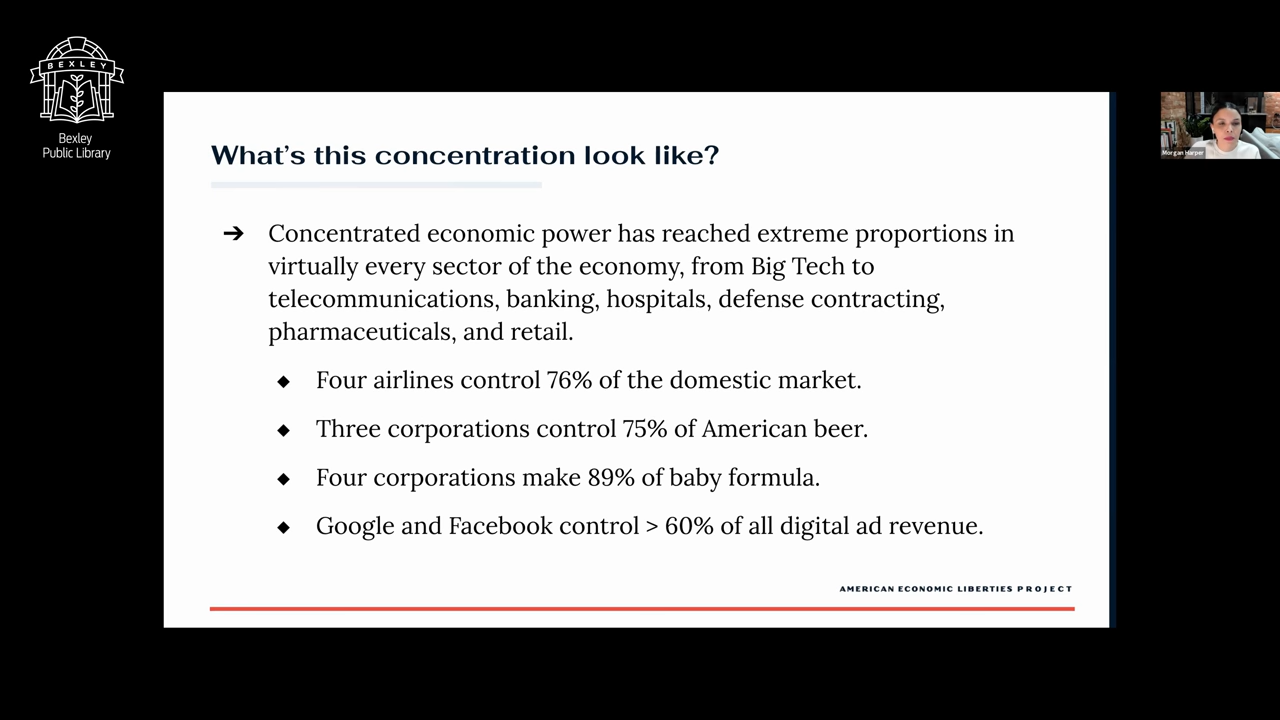 BEXLEY
Bexley
Public Library
What's this concentration look like?
➔ Concentrated economic power has reached extreme proportions in
virtually every sector of the economy, from Big Tech to
telecommunications, banking, hospitals, defense contracting,
pharmaceuticals, and retail.
◆ Four airlines control 76% of the domestic market.
◆ Three corporations control 75% of American beer.
◆ Four corporations make 89% of baby formula.
◆ Google and Facebook control > 60% of all digital ad revenue.
AMERICAN ECONOMIC LIBERTIES PROJECT
Morgan Harper